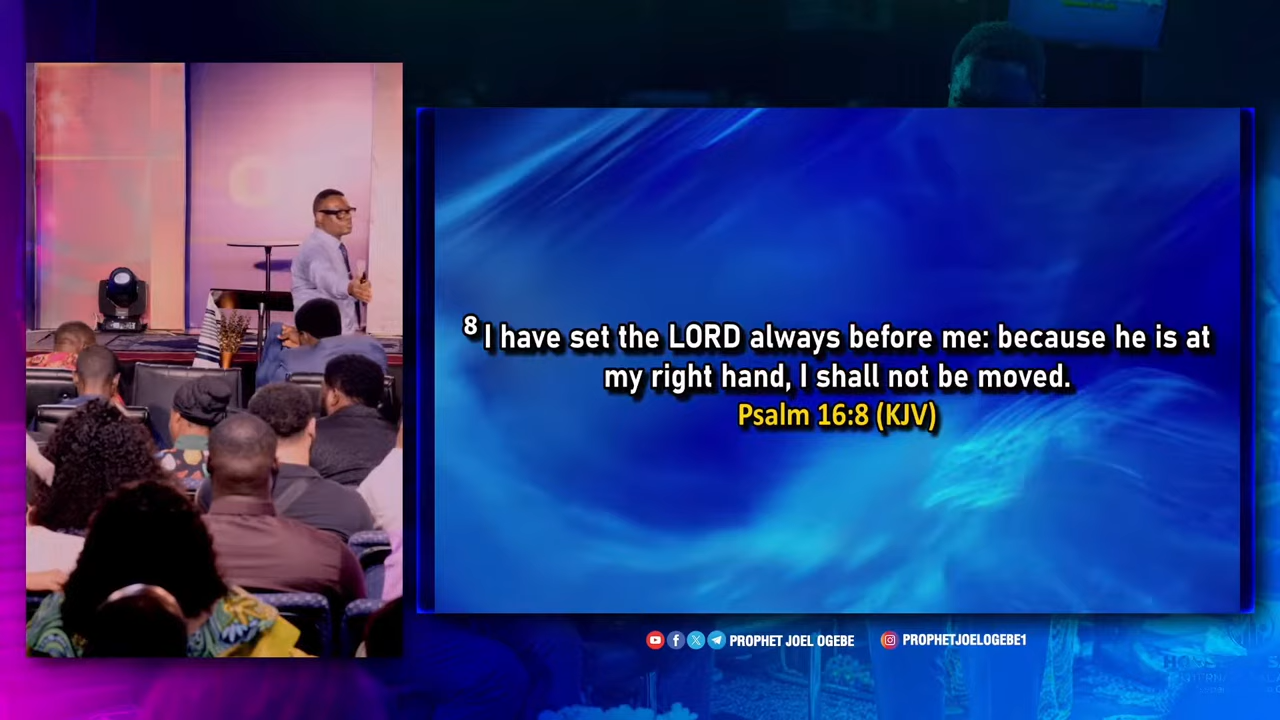 8 I have set the LORD always before me: because he is at
my right hand, I shall not be moved.
Psalm 16:8 (KJV)
PROPHET JOEL OGEBE
PROPHETJOELOGEBE1